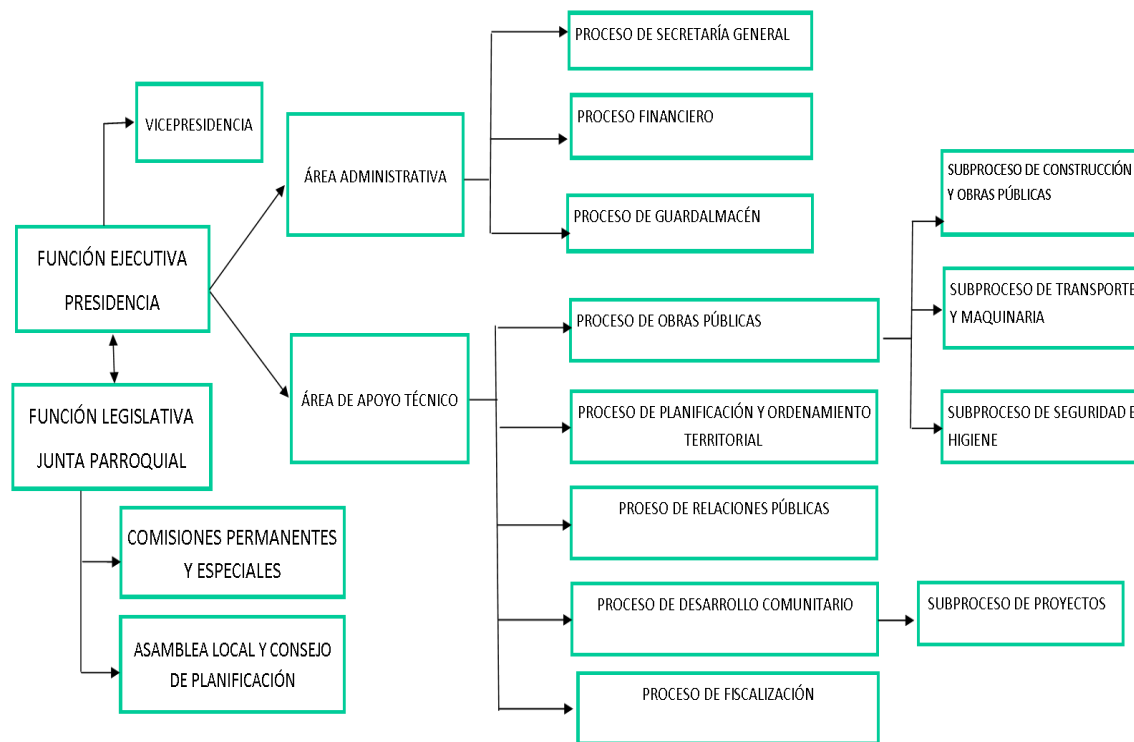 PROCESO DE SECRETARÍA GENERAL
VICEPRESIDENCIA
PROCESO FINANCIERO
ÁREA ADMINISTRATIVA
SUBPROCESO DE CONSTRUCCIÓN
Y OBRAS PÚBLICAS
PROCESO DE GUARDALMACÉN
FUNCIÓN EJECUTIVA
PRESIDENCIA
SUBPROCESO DE TRANSPORTE
Y MAQUINARIA
PROCESO DE OBRAS PÚBLICAS
FUNCIÓN LEGISLATIVA
JUNTA PARROQUIAL
ÁREA DE APOYO TÉCNICO
PROCESO DE PLANIFICACIÓN Y ORDENAMIENTO
TERRITORIAL
SUBPROCESO DE SEGURIDAD E
HIGIENE
PROESO DE RELACIONES PÚBLICAS
COMISIONES PERMANENTES
Y ESPECIALES
PROCESO DE DESARROLLO COMUNITARIO
SUBPROCESO DE PROYECTOS
ASAMBLEA LOCAL Y CONSEJO
DE PLANIFICACIÓN
PROCESO DE FISCALIZACIÓN